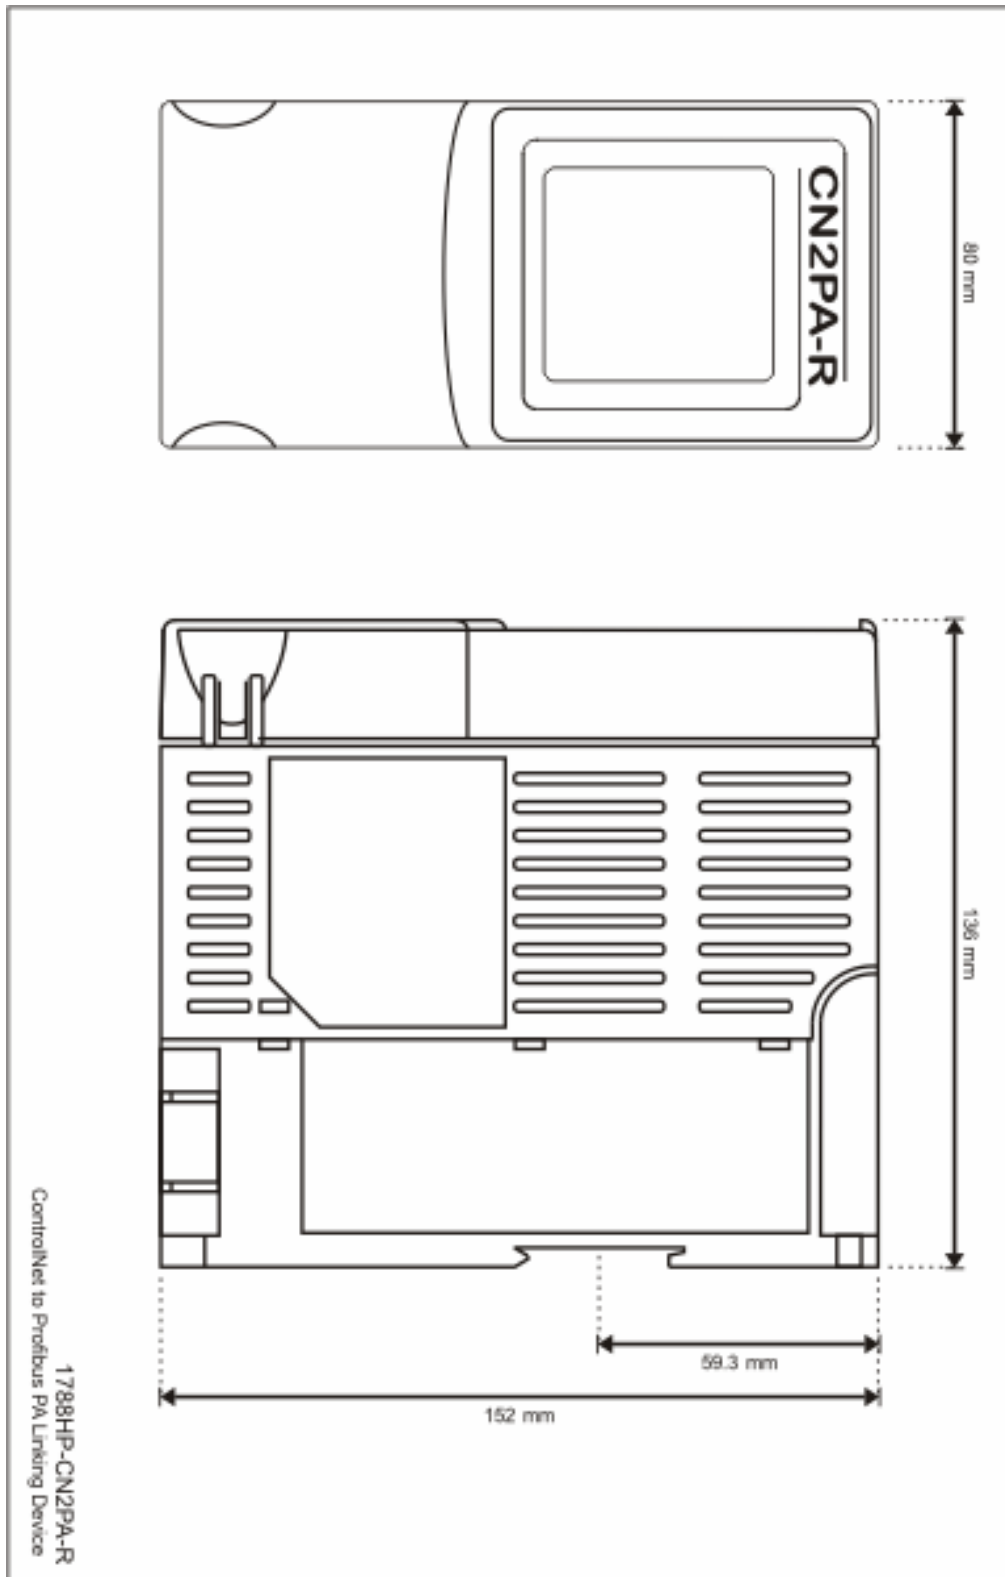 CN2PA-R
80 mm
136 mm
59.3 mm
152 mm
1788HP-CN2PA-R
ControlNet to Profibus PA Linking Device